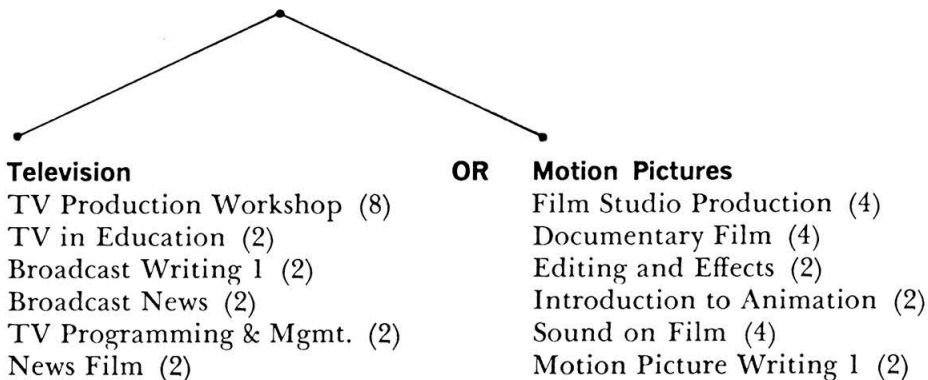 Television
TV Production Workshop (8)
TV in Education (2)
Broadcast Writing 1 (2)
Broadcast News (2)
TV Programming & Mgmt. (2)
News Film (2)
OR
Motion Pictures
Film Studio Production (4)
Documentary Film (4)
Editing and Effects (2)
Introduction to Animation (2)
Sound on Film (4)
Motion Picture Writing 1 (2)